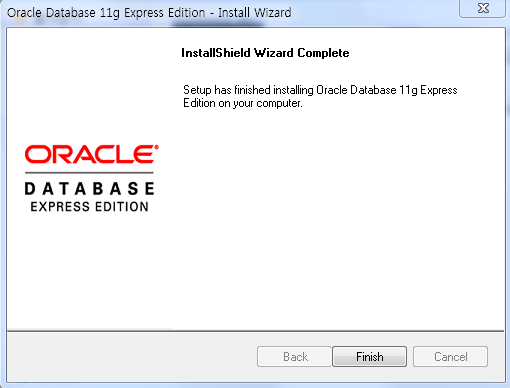 Oracle Database 11g Express Edition - Install Wizard
InstallShield Wizard Complete
Setup has finished installing Oracle Database 11g Express
Edition on your computer.
ORACLE®
DATABASE
EXPRESS EDITION
Back
Finish
Cancel